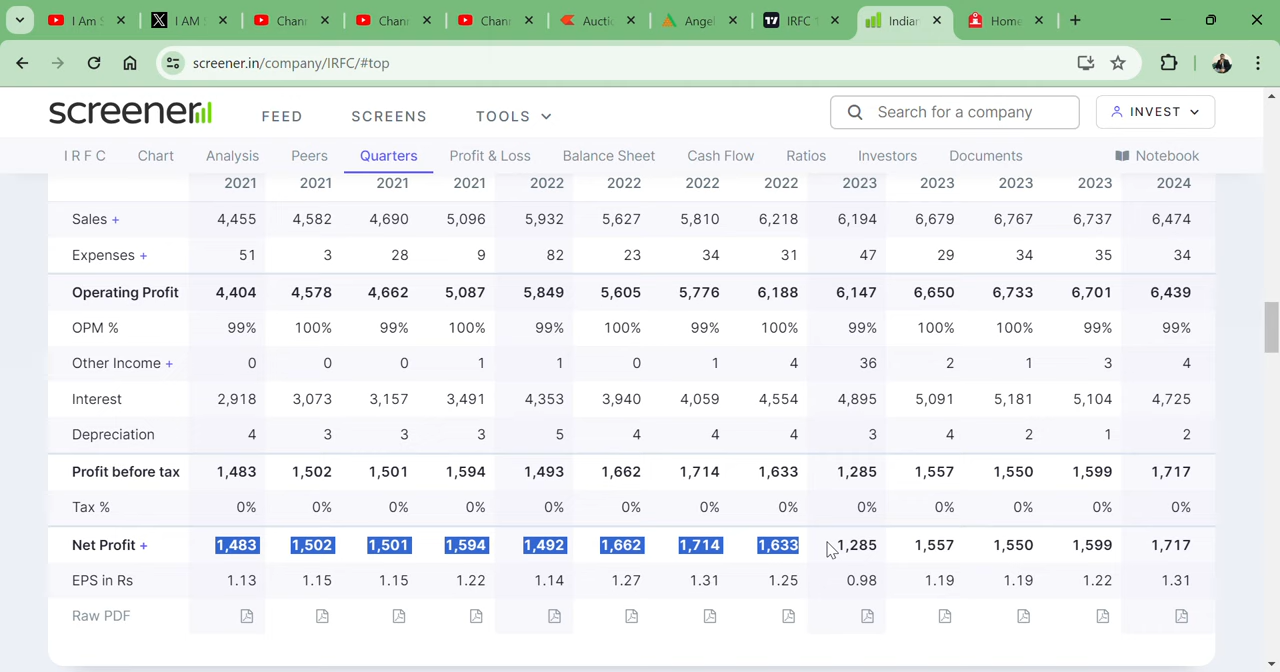 I Am
I AM
Chann
Chann
Chann
Auctic
Angel
IRFC
Indian
Home
screener.in/company/IRFC/#top
screener
FEED
SCREENS
TOOLS
Search for a company
INVEST
I R F C
Chart
Analysis
Peers
Quarters
Profit & Loss
Balance Sheet
Cash Flow
Ratios
Investors
Documents
Notebook
2021 2021 2021 2021 2022 2022 2022 2022 2023 2023 2023 2023 2024
Sales + 4,455 4,582 4,690 5,096 5,932 5,627 5,810 6,218 6,194 6,679 6,767 6,737 6,474
Expenses + 51 3 28 9 82 23 34 31 47 29 34 35 34
Operating Profit 4,404 4,578 4,662 5,087 5,849 5,605 5,776 6,188 6,147 6,650 6,733 6,701 6,439
OPM % 99% 100% 99% 100% 99% 100% 99% 100% 99% 100% 100% 99% 99%
Other Income + 0 0 0 1 1 0 1 4 36 2 1 3 4
Interest 2,918 3,073 3,157 3,491 4,353 3,940 4,059 4,554 4,895 5,091 5,181 5,104 4,725
Depreciation 4 3 3 3 5 4 4 4 3 4 2 1 2
Profit before tax 1,483 1,502 1,501 1,594 1,493 1,662 1,714 1,633 1,285 1,557 1,550 1,599 1,717
Tax % 0% 0% 0% 0% 0% 0% 0% 0% 0% 0% 0% 0% 0%
Net Profit + 1,483 1,502 1,501 1,594 1,492 1,662 1,714 1,633 1,285 1,557 1,550 1,599 1,717
EPS in Rs 1.13 1.15 1.15 1.22 1.14 1.27 1.31 1.25 0.98 1.19 1.19 1.22 1.31
Raw PDF